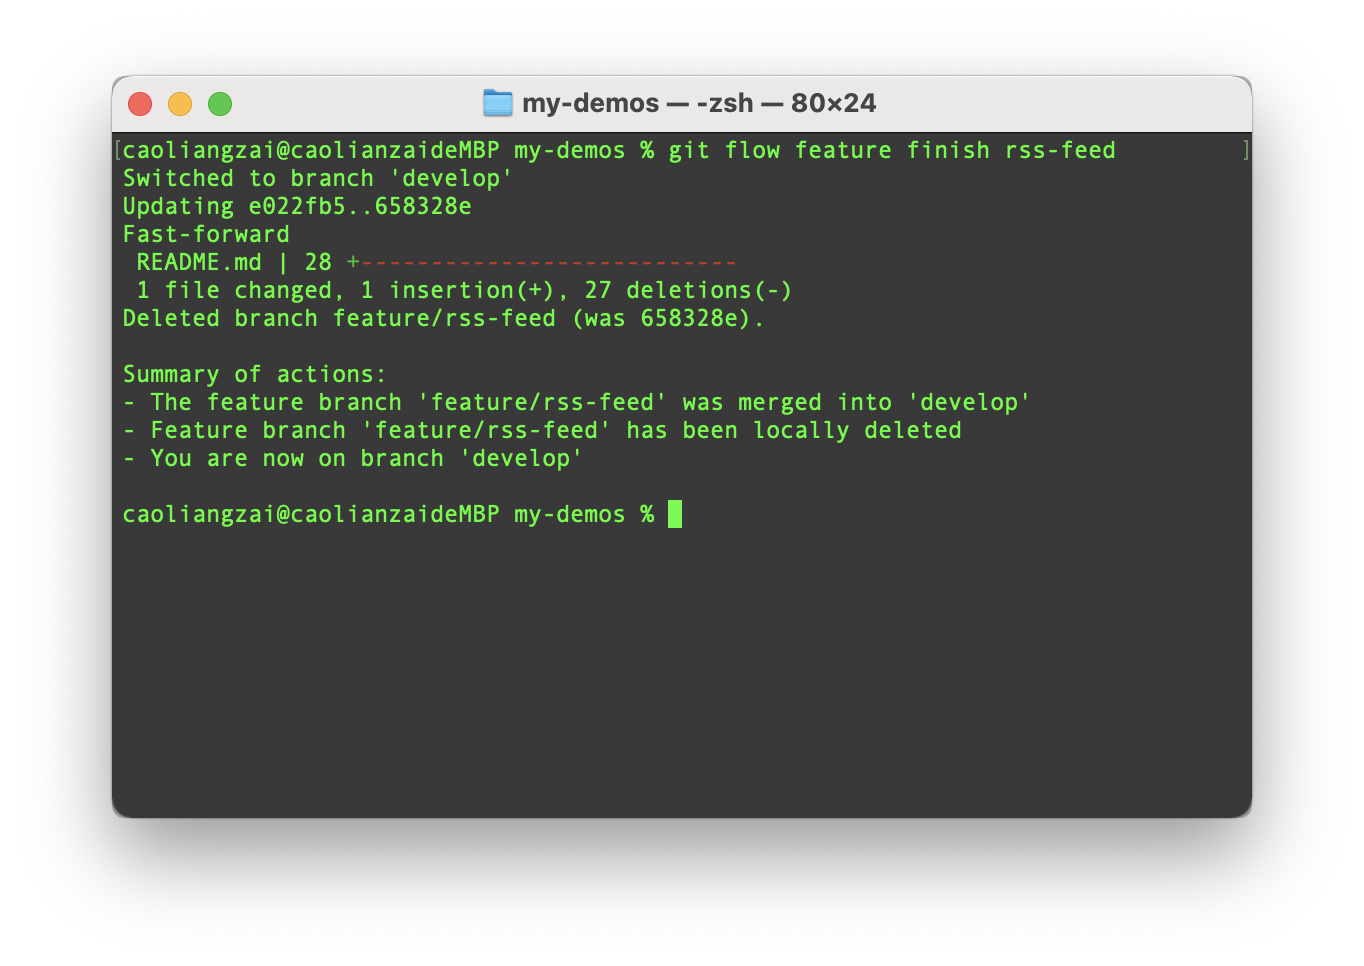 my-demos — -zsh — 80×24
[caoliangzai@caolianzaideMBP my-demos % git flow feature finish rss-feed ]
Switched to branch 'develop'
Updating e022fb5..658328e
Fast-forward
 README.md | 28 +---------------------------
 1 file changed, 1 insertion(+), 27 deletions(-)
Deleted branch feature/rss-feed (was 658328e).

Summary of actions:
- The feature branch 'feature/rss-feed' was merged into 'develop'
- Feature branch 'feature/rss-feed' has been locally deleted
- You are now on branch 'develop'

caoliangzai@caolianzaideMBP my-demos %